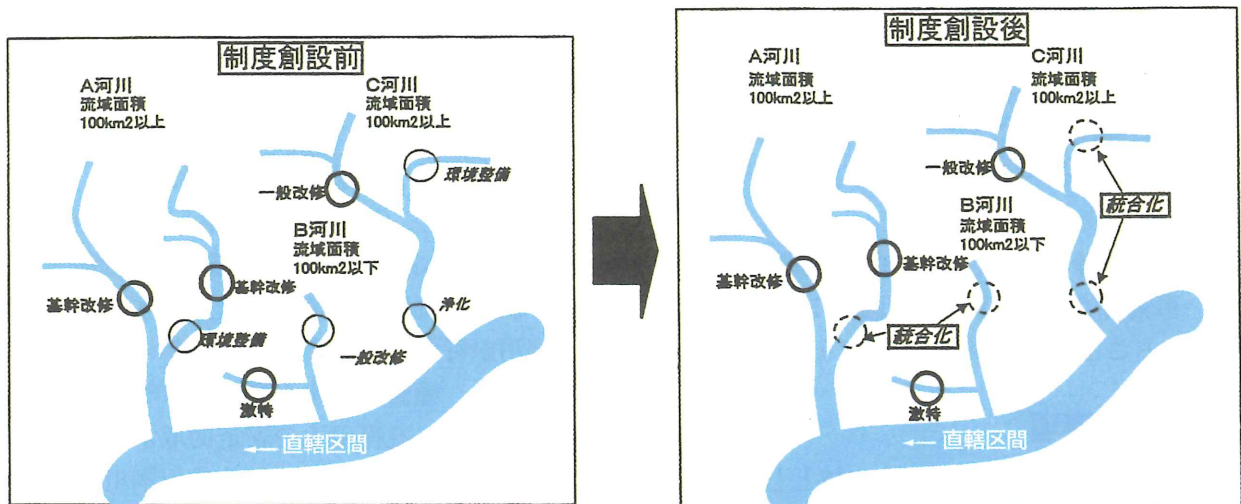 制度創設前
A河川
流域面積
100km2以上
C河川
流域面積
100km2以上
環境整備
一般改修
B河川
流域面積
100km2以下
基幹改修
基幹改修
浄化
環境整備
一般改修
激特
←直轄区間
制度創設後
A河川
流域面積
100km2以上
C河川
流域面積
100km2以上
一般改修
統合化
B河川
流域面積
100km2以下
基幹改修
基幹改修
統合化
激特
←直轄区間